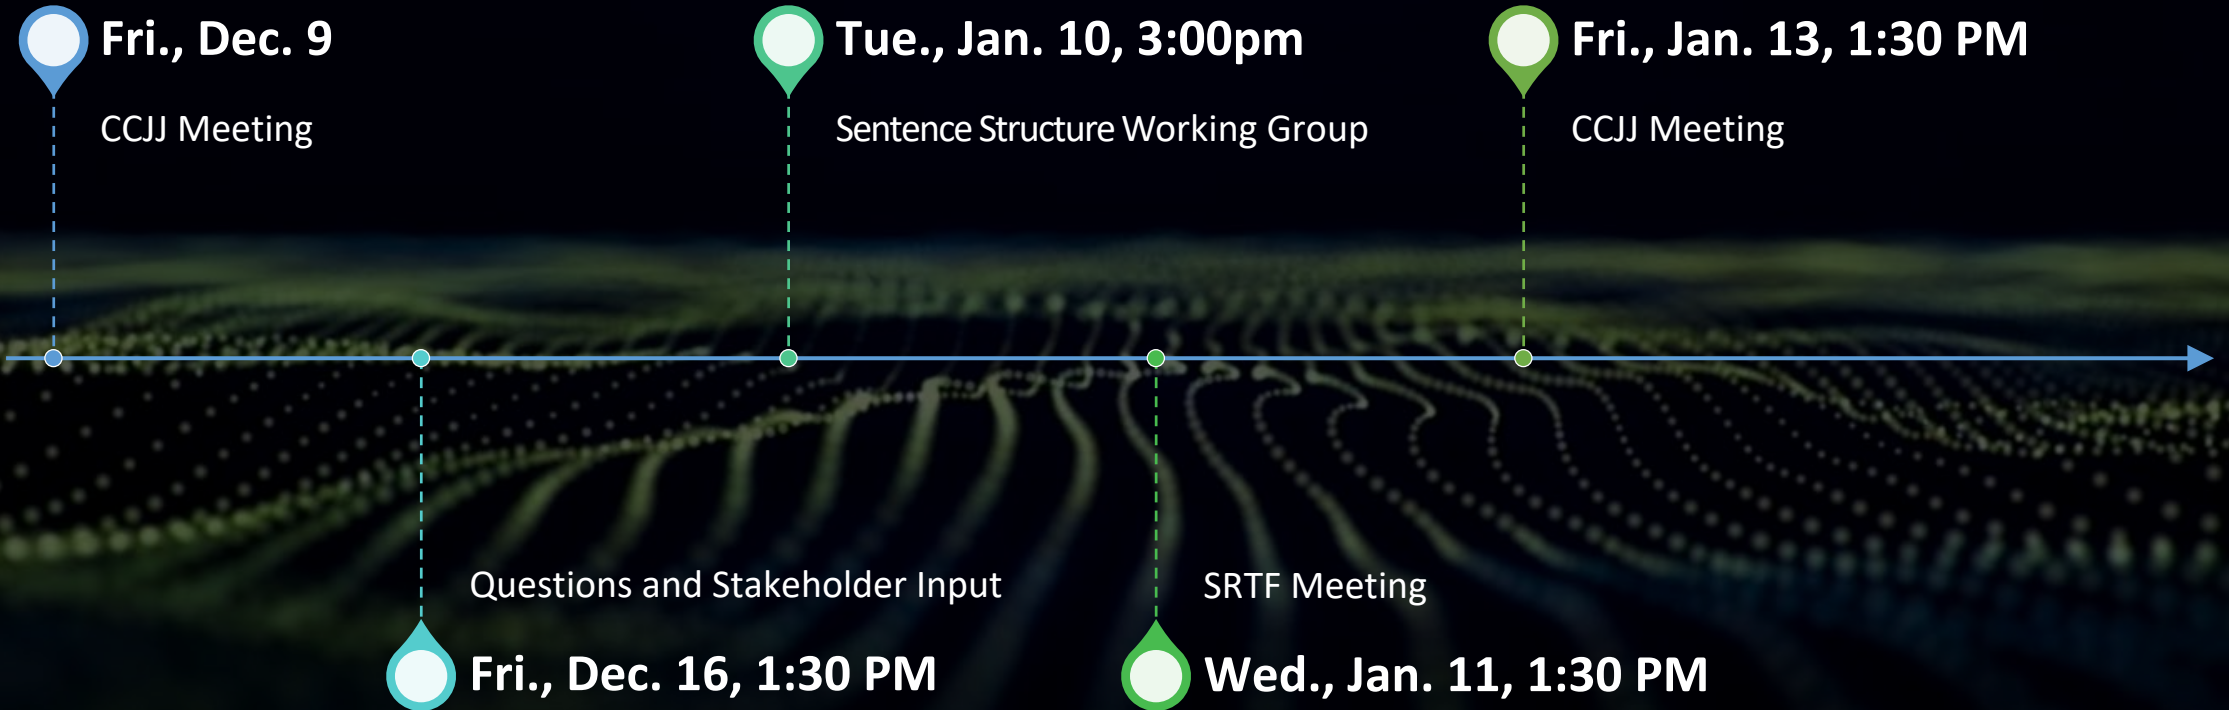 Fri., Dec. 9
CCJJ Meeting
Questions and Stakeholder Input
Fri., Dec. 16, 1:30 PM
Tue., Jan. 10, 3:00pm
Sentence Structure Working Group
SRTF Meeting
Wed., Jan. 11, 1:30 PM
Fri., Jan. 13, 1:30 PM
CCJJ Meeting